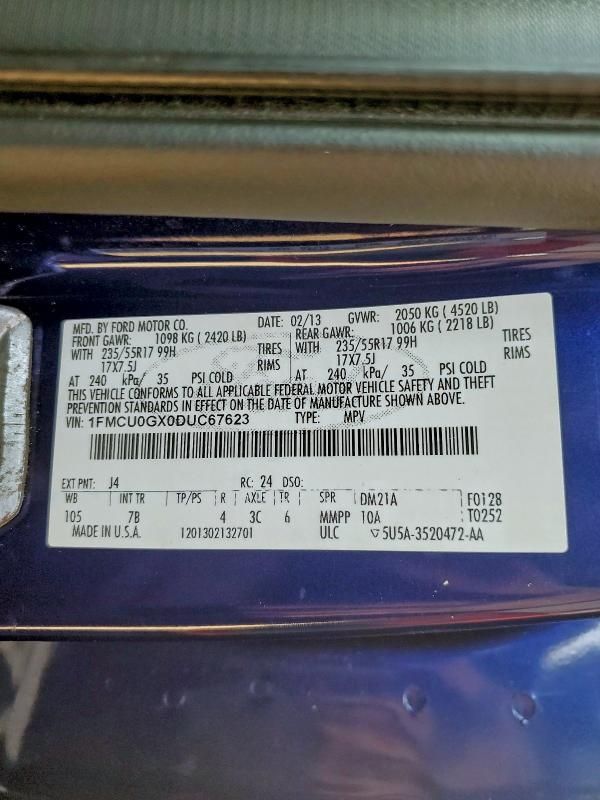 MFD. BY FORD MOTOR CO. DATE: 02/13 GVWR: 2050 KG ( 4520 LB)
FRONT GAWR: 1098 KG ( 2420 LB) REAR GAWR: 1006 KG ( 2218 LB)
WITH 235/55R17 99H TIRES WITH 235/55R17 99H TIRES
17X7.5J RIMS 17X7.5J RIMS
AT 240 kPa/ 35 PSI COLD AT 240 kPa/ 35 PSI COLD
THIS VEHICLE CONFORMS TO ALL APPLICABLE FEDERAL MOTOR VEHICLE SAFETY AND THEFT
PREVENTION STANDARDS IN EFFECT ON THE DATE OF MANUFACTURE SHOWN ABOVE.
VIN: 1FMCU0GX0DUC67623 TYPE: MPV
EXT PNT: J4 RC: 24 DSO:
WB INT TR TP/PS R AXLE TR SPR DM21A F0128
105 7B 4 3C 6 MMPP 10A T0252
MADE IN U.S.A. 1201302132701 ULC ▽5U5A-3520472-AA